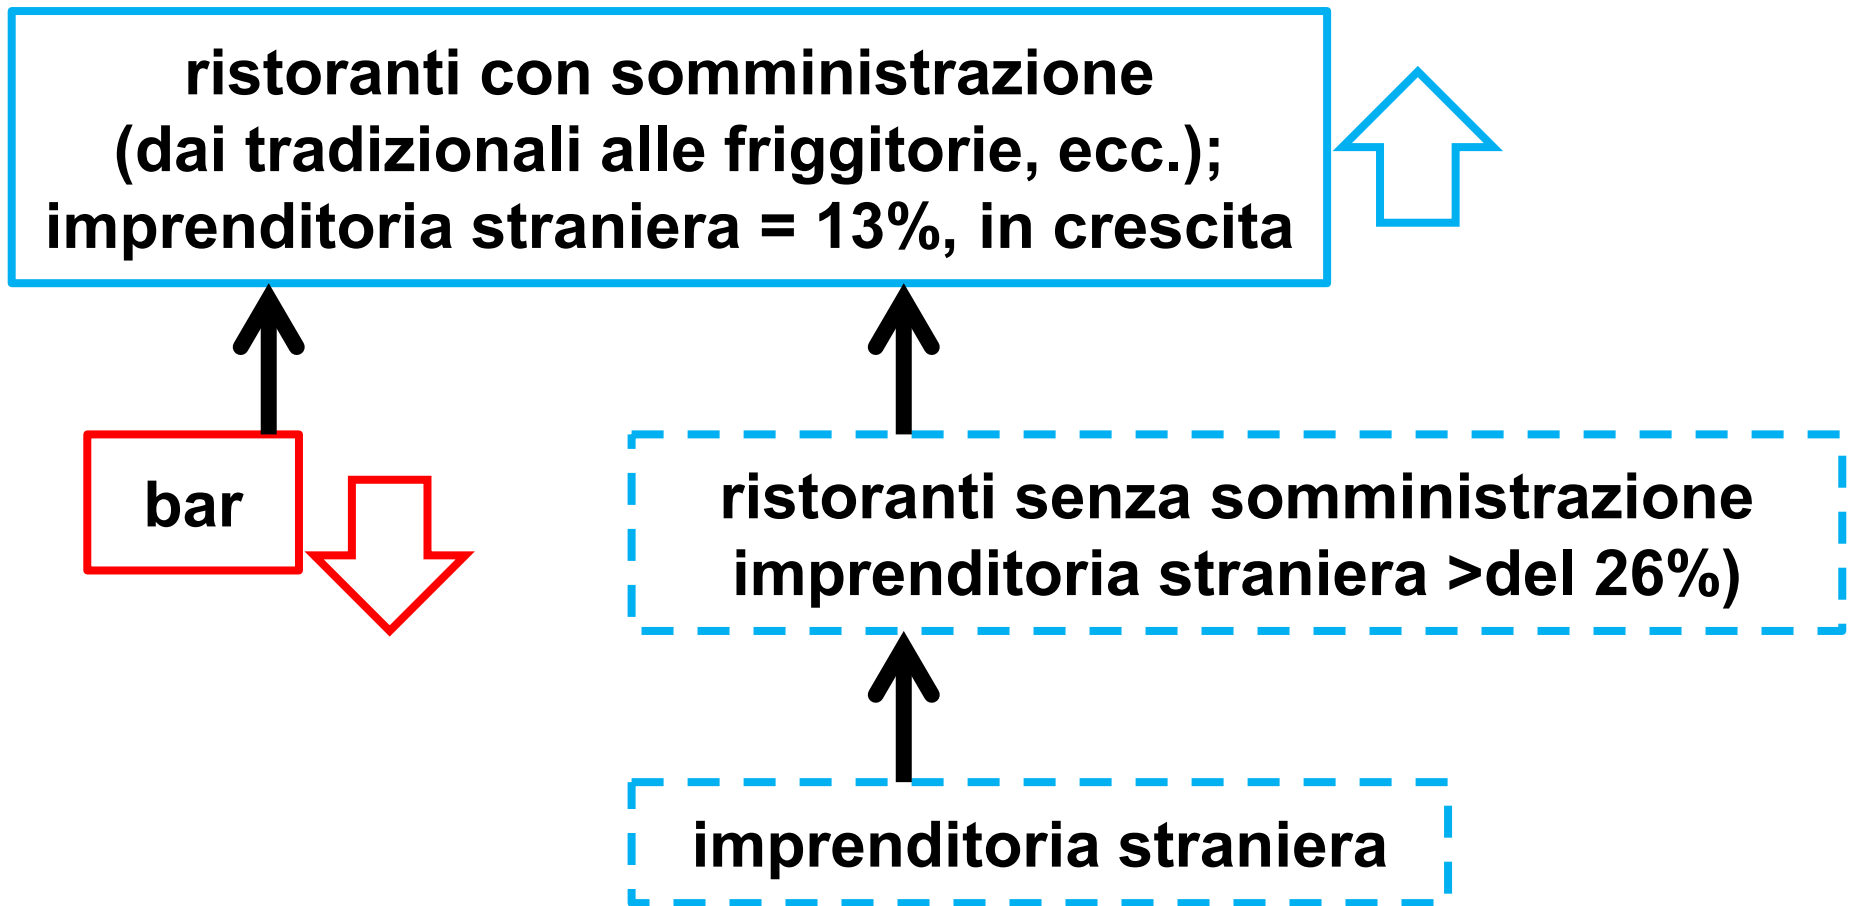 ristoranti con somministrazione
(dai tradizionali alle friggitorie, ecc.);
imprenditoria straniera = 13%, in crescita
bar
ristoranti senza somministrazione
imprenditoria straniera >del 26%)
imprenditoria straniera